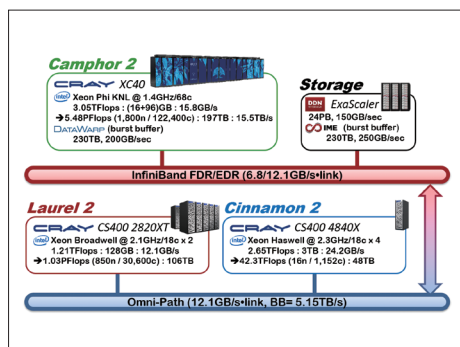 Camphor 2
CRAY XC40
intel Xeon Phi KNL @ 1.4GHz/68c
3.05TFlops : (16+96)GB : 15.8GB/s
→5.48PFlops (1,800n / 122,400c) : 197TB : 15.5TB/s
DATAWARP (burst buffer)
230TB, 200GB/sec
Storage
DDN ExaScaler
24PB, 150GB/sec
IME (burst buffer)
230TB, 250GB/sec
InfiniBand FDR/EDR (6.8/12.1GB/s•link)
Laurel 2
CRAY CS400 2820XT
intel Xeon Broadwell @ 2.1GHz/18c x 2
1.21TFlops : 128GB : 12.1GB/s
→1.03PFlops (850n / 30,600c) : 106TB
Cinnamon 2
CRAY CS400 4840X
intel Xeon Haswell @ 2.3GHz/18c x 4
2.65TFlops : 3TB : 24.2GB/s
→42.3TFlops (16n / 1,152c) : 48TB
Omni-Path (12.1GB/s•link, BB= 5.15TB/s)